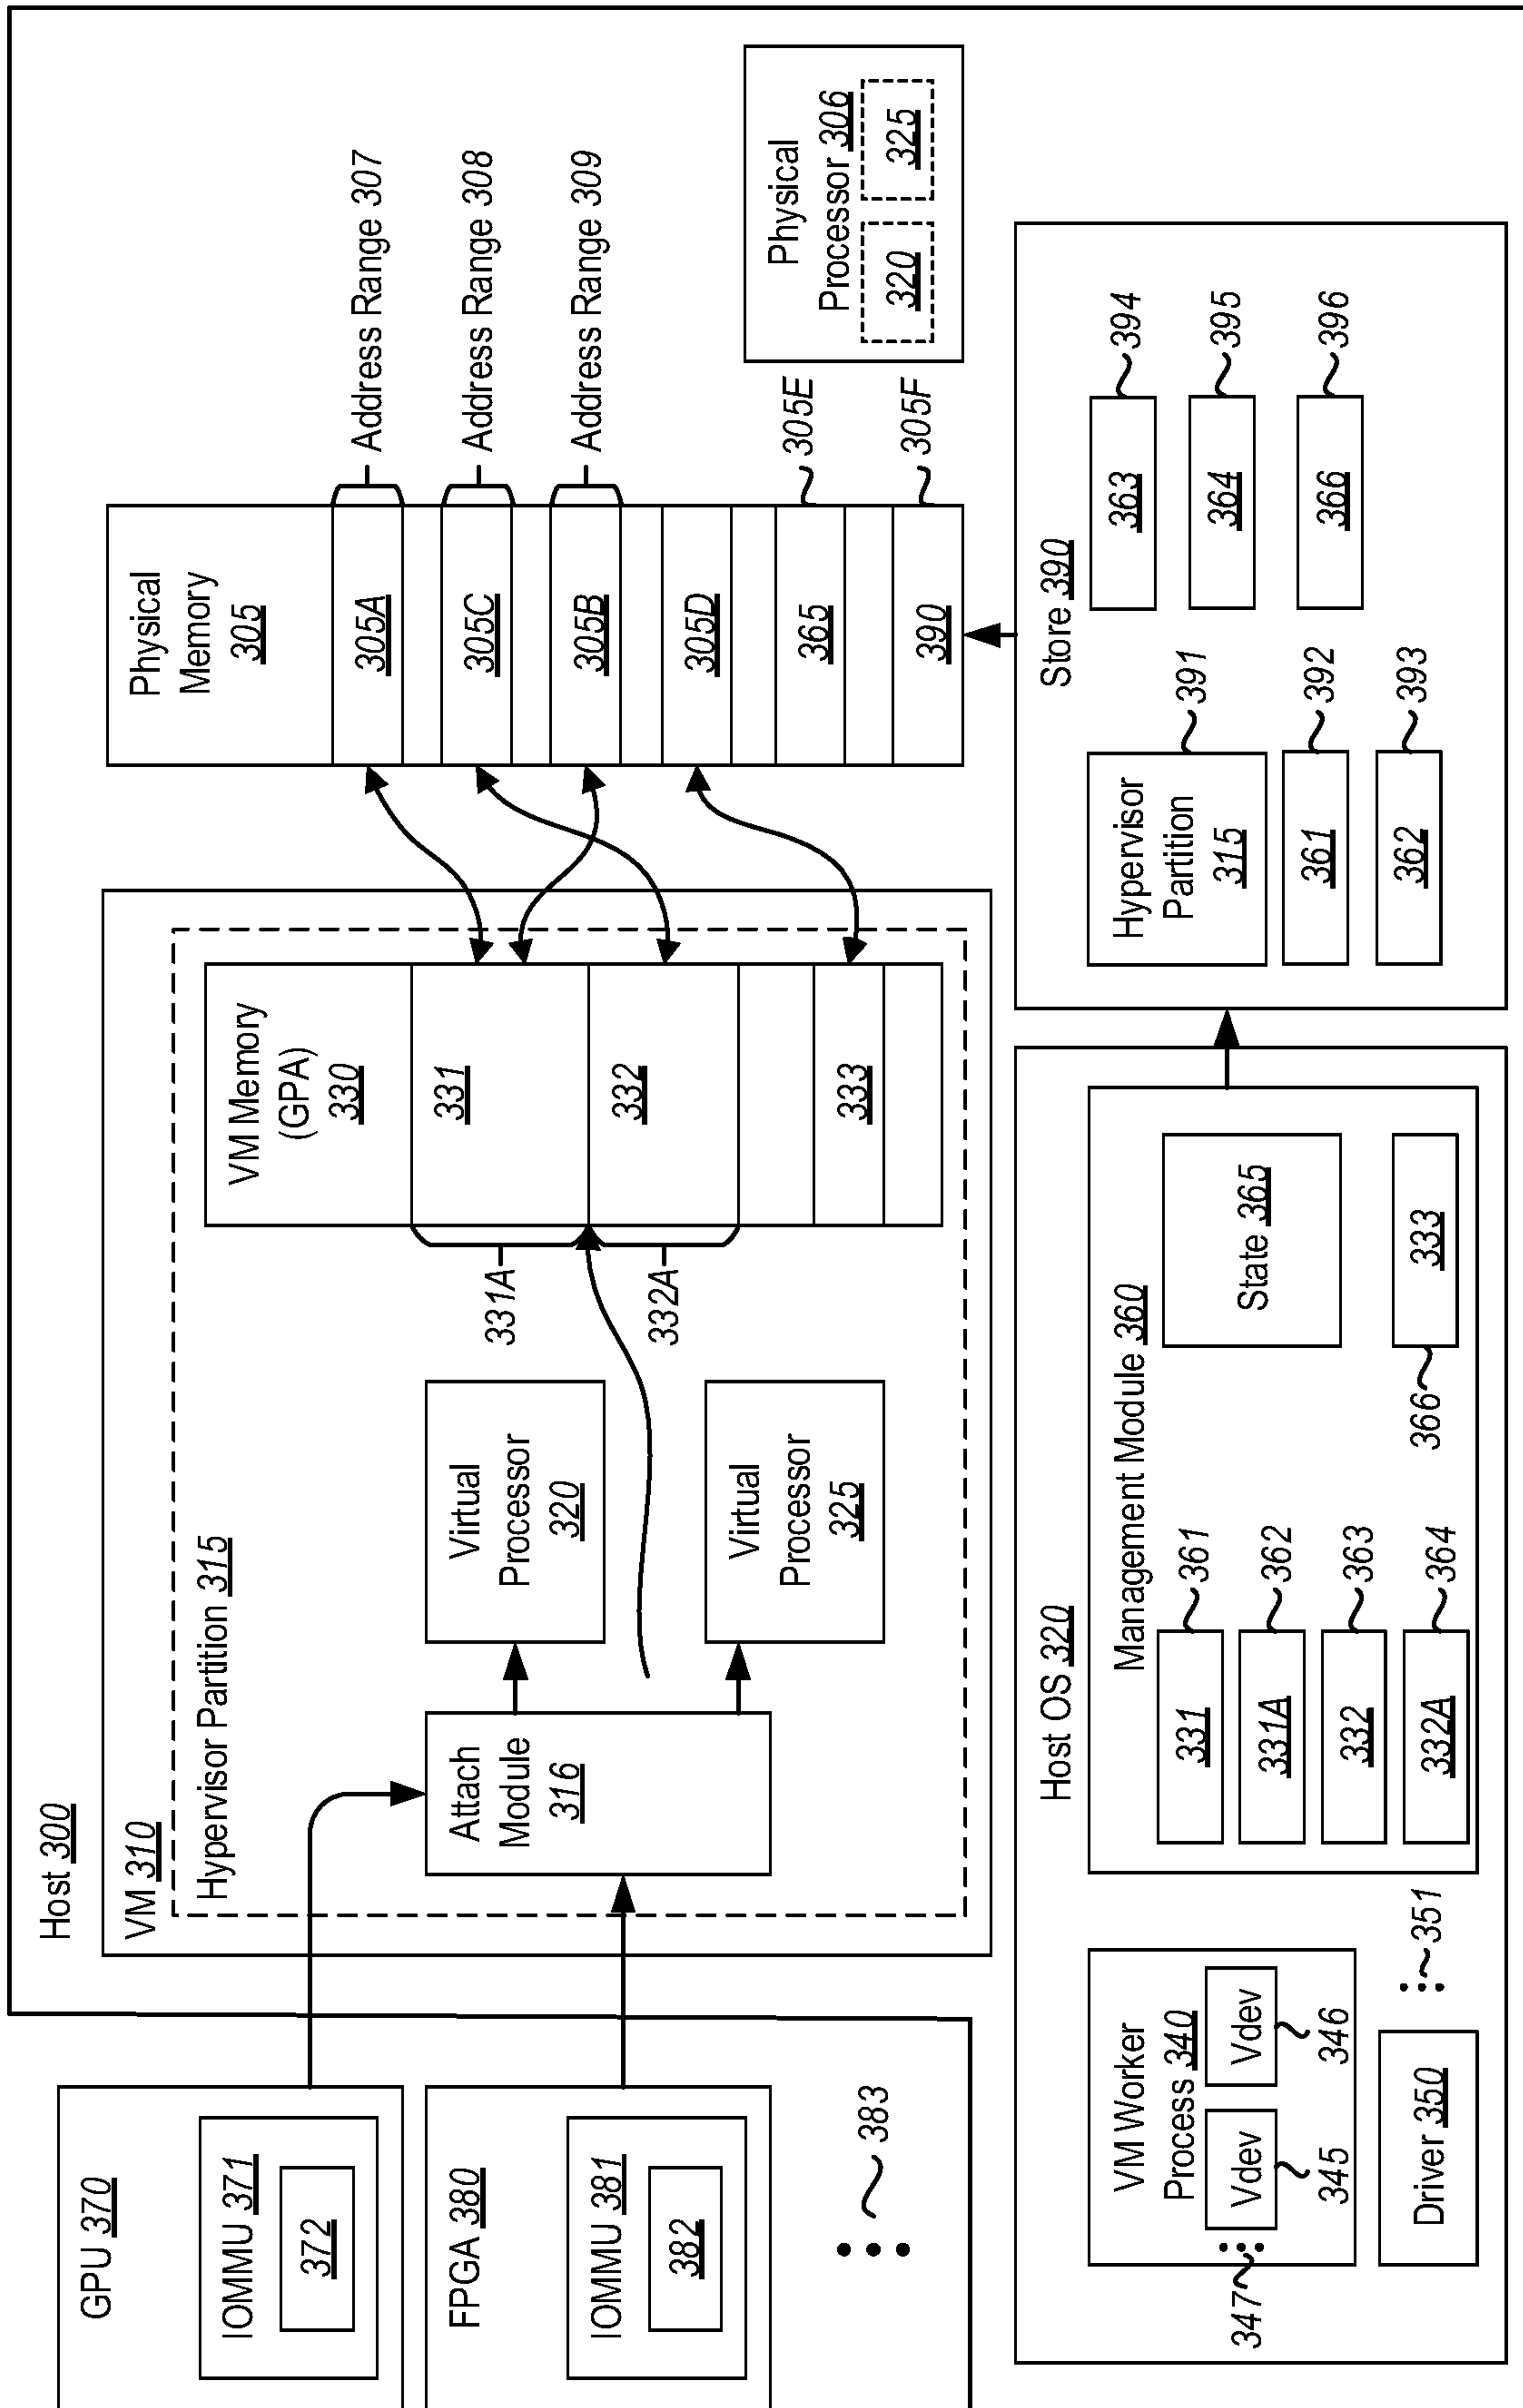 Host 300
VM 310
Hypervisor Partition 315
Attach
Module
316
Virtual
Processor
320
Virtual
Processor
325
VM Memory
(GPA)
330
331
332
333
331A
332A
Physical
Memory
305
305A
305C
305B
305D
365
390
Address Range 307
Address Range 308
Address Range 309
305E
305F
Physical
Processor 306
320
325
GPU 370
IOMMU 371
372
FPGA 380
IOMMU 381
382
383
Host OS 320
VM Worker
Process 340
Vdev
Vdev
347
345
346
Driver 350
351
Management Module 360
331
361
331A
362
332
363
332A
364
State 365
333
366
Store 390
Hypervisor
Partition
315
391
361
392
362
393
363
394
364
395
366
396